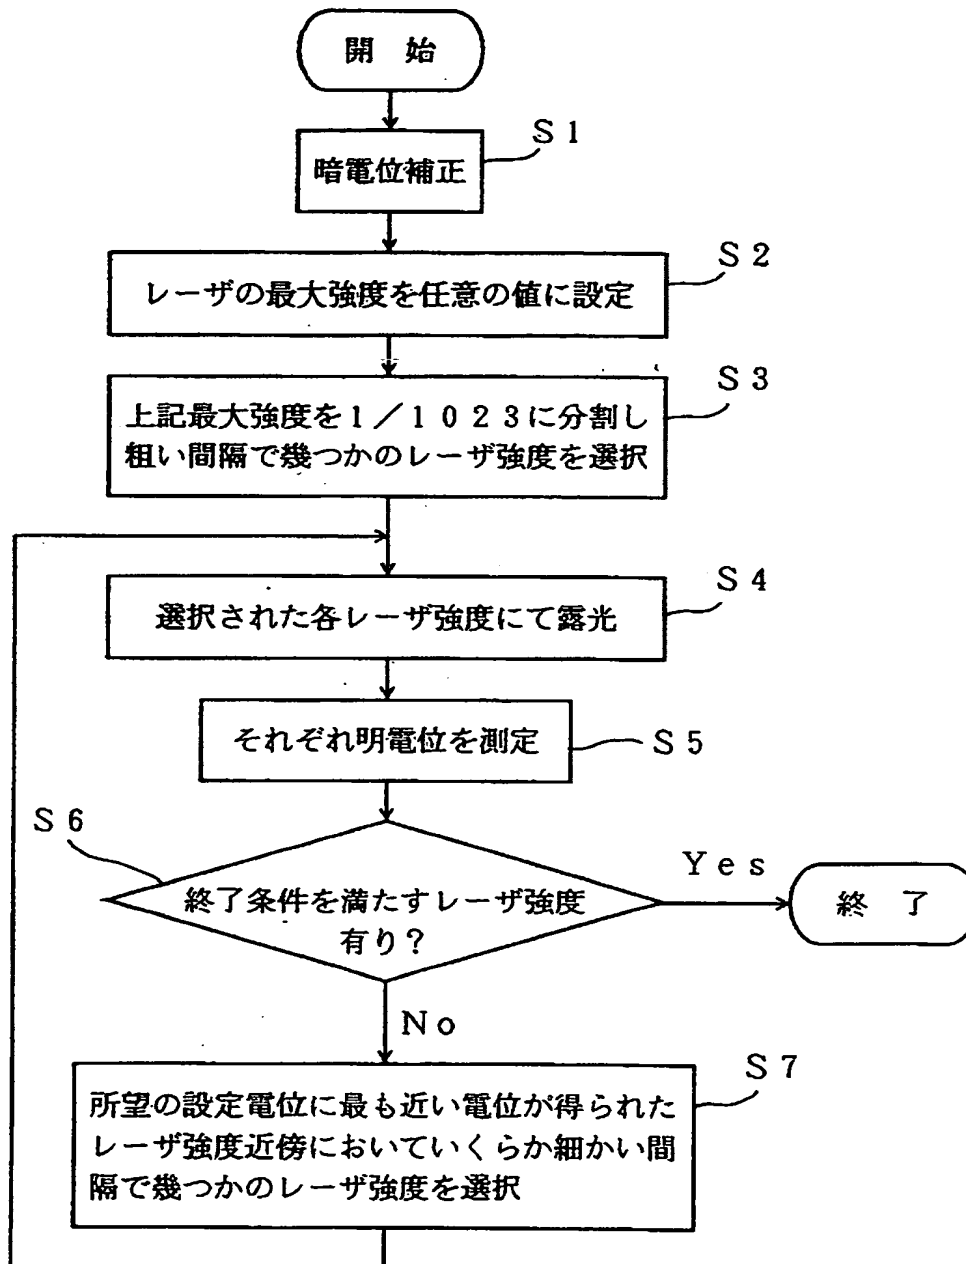 開　始
S1
暗電位補正
S2
レーザの最大強度を任意の値に設定
S3
上記最大強度を1／1023に分割し
粗い間隔で幾つかのレーザ強度を選択
S4
選択された各レーザ強度にて露光
それぞれ明電位を測定
S5
S6
終了条件を満たすレーザ強度
有り？
Yes
終　了
No
S7
所望の設定電位に最も近い電位が得られた
レーザ強度近傍においていくらか細かい間
隔で幾つかのレーザ強度を選択